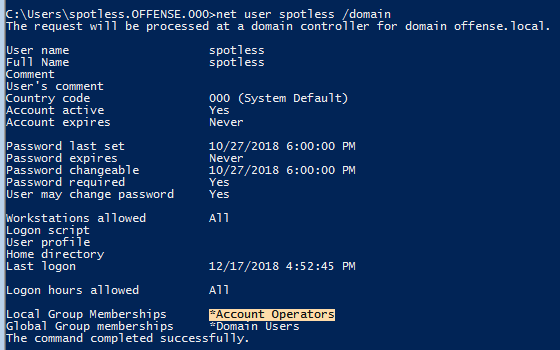 C:\Users\spotless.OFFENSE.000>net user spotless /domain
The request will be processed at a domain controller for domain offense.local.
User name spotless
Full Name spotless
Comment
User's comment
Country code 000 (System Default)
Account active Yes
Account expires Never
Password last set 10/27/2018 6:00:00 PM
Password expires Never
Password changeable 10/27/2018 6:00:00 PM
Password required Yes
User may change password Yes
Workstations allowed All
Logon script
User profile
Home directory
Last logon 12/17/2018 4:52:45 PM
Logon hours allowed All
Local Group Memberships *Account Operators
Global Group memberships *Domain Users
The command completed successfully.